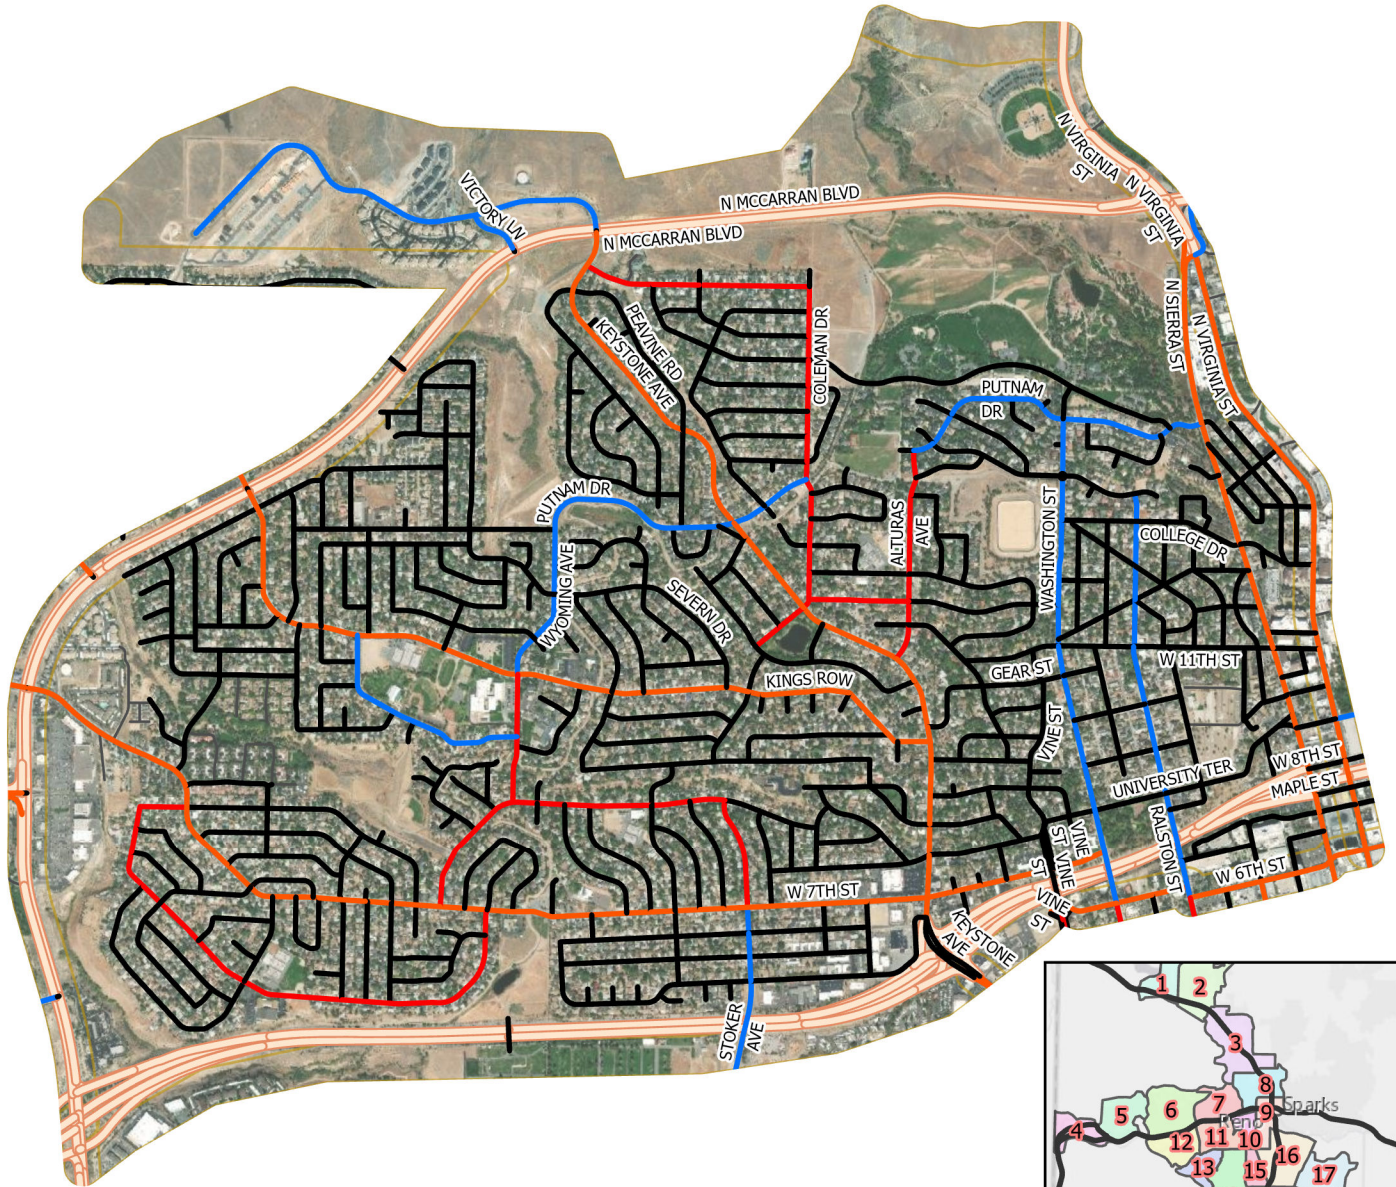 N VIRGINIA
ST
N VIRGINIA
ST
VICTORY LN
N MCCARRAN BLVD
N MCCARRAN BLVD
N SIERRA ST
N VIRGINIA ST
PEAVINE RD
KEYSTONE AVE
COLEMAN DR
PUTNAM
DR
PUTNAM DR
ALTURAS
AVE
WASHINGTON ST
COLLEGE DR
WYOMING AVE
SEVERN DR
W 11TH ST
GEAR ST
KINGS ROW
VINE ST
UNIVERSITY TER
W 8TH ST
MAPLE ST
RALSTON ST
VINE
ST
VINE
ST
VINE
ST
W 6TH ST
W 7TH ST
KEYSTONE
AVE
STOKER
AVE
1
2
3
8
Sparks
5
6
7
9
4
Reno
12
11
10
16
13
15
17